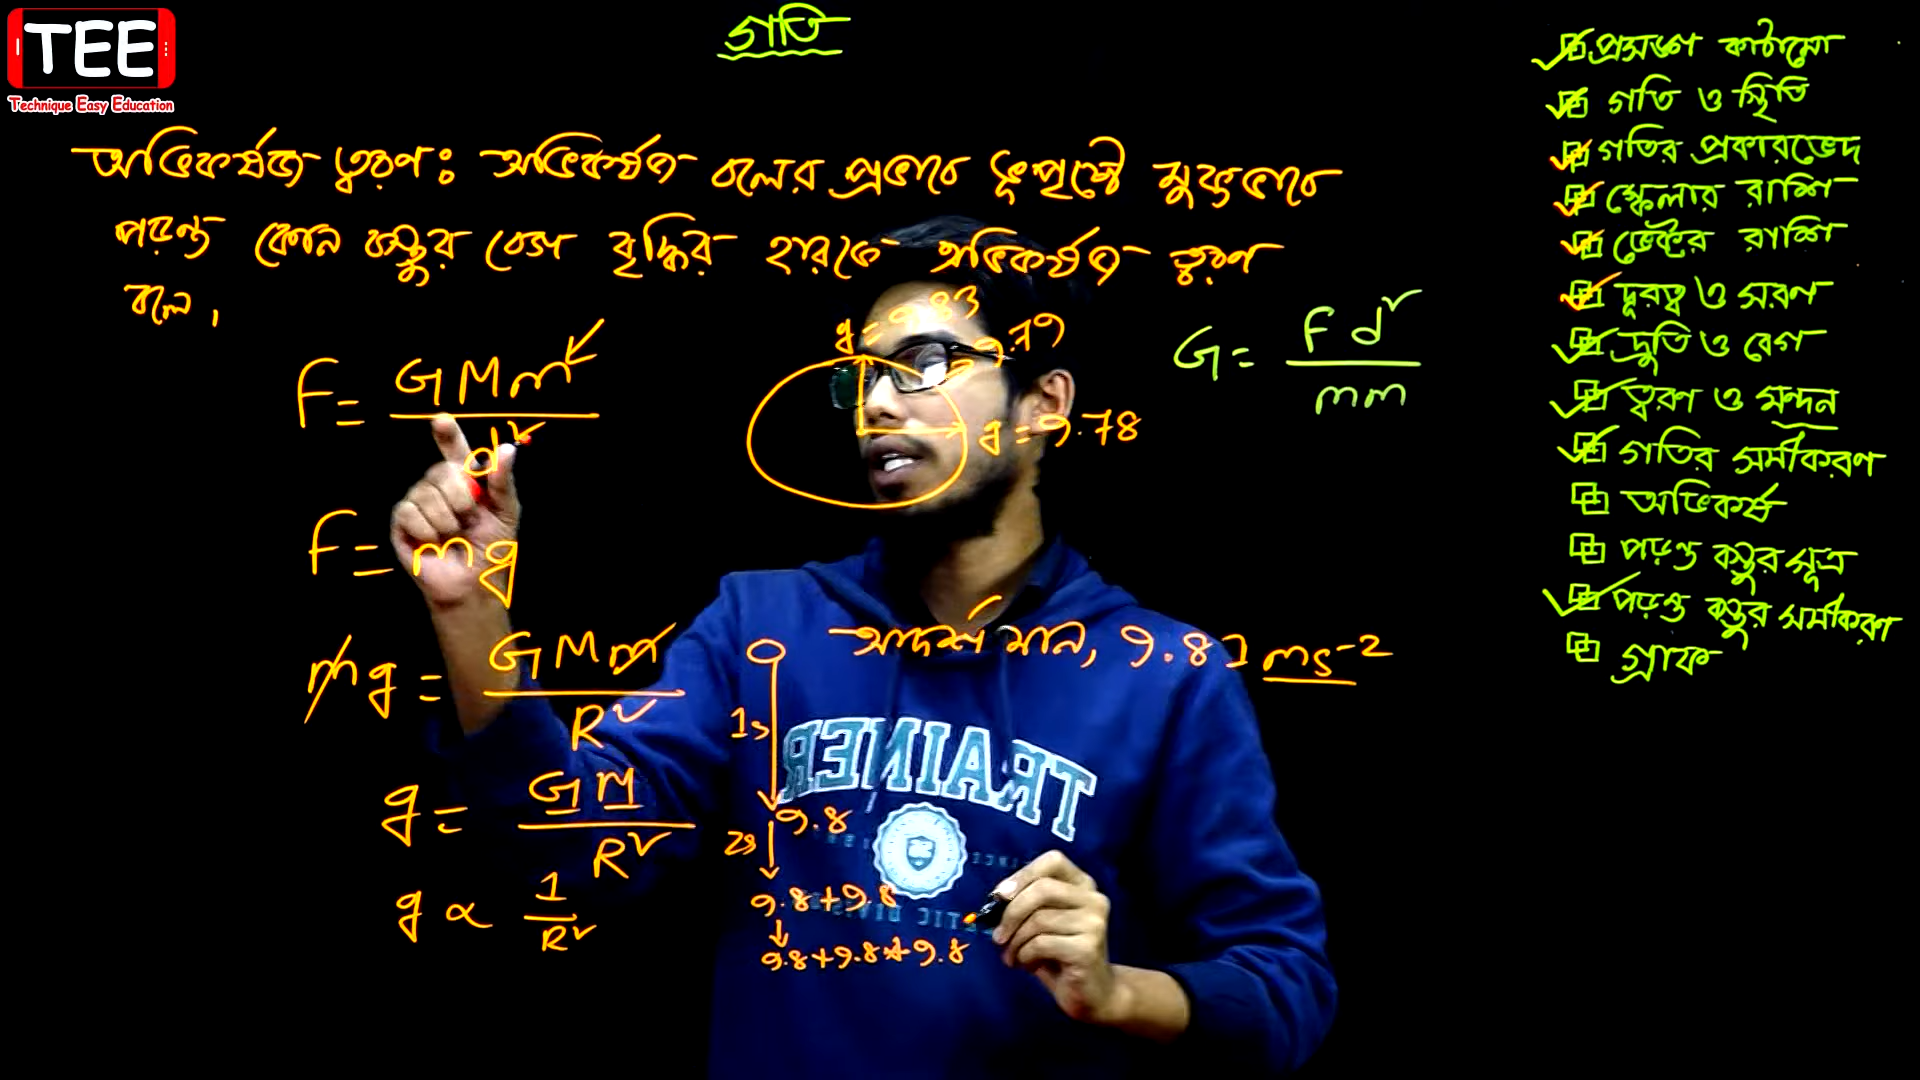 TEE
Technique Easy Education
গতি
অভিকর্ষজ ত্বরণঃ অভিকর্ষণ বলের প্রভাবে ভূপৃষ্ঠে মুক্তভাবে
পড়ন্ত কোন বস্তুর বেগ বৃদ্ধির হারকে অভিকর্ষণ ত্বরণ
বলে,
F = GMm / d²
F = mg
mg = GMm / R²
g = GM / R²
g ∝ 1 / R²
g = 9.83
9.79
g = 9.78
G = Fd² / mm
আদর্শ মান, 9.81 ms⁻²
1s
9.8
2s
9.8+9.8
9.8+9.8+9.8
TRAINER
প্রসঙ্গ কাঠামো
গতি ও স্থিতি
গতির প্রকারভেদ
স্কেলার রাশি
ভেক্টর রাশি
দূরত্ব ও সরণ
দ্রুতি ও বেগ
ত্বরণ ও মন্দন
গতির সমীকরণ
অভিকর্ষ
পড়ন্ত বস্তুর সূত্র
পড়ন্ত বস্তুর সমীকরণ
গ্রাফ